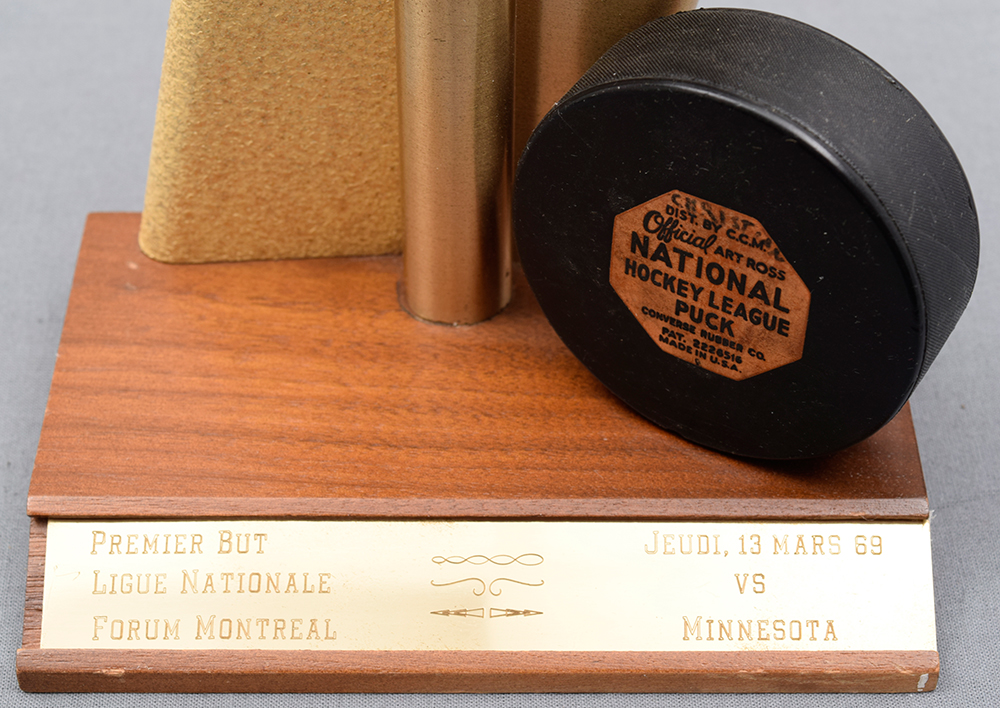 CHRIST
DIST. BY C.C.M.
Official ART ROSS
NATIONAL
HOCKEY LEAGUE
PUCK
CONVERSE RUBBER CO.
PAT. 2226516
MADE IN U.S.A.
PREMIER BUT
LIGUE NATIONALE
FORUM MONTREAL
JEUDI, 13 MARS 69
VS
MINNESOTA